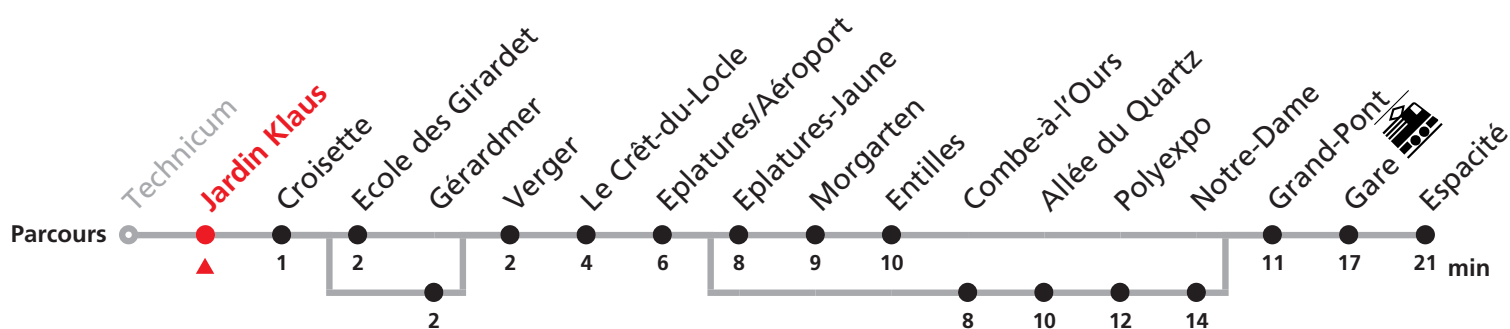 Technicum
Jardin Klaus
Croisette
Ecole des Girardet
Gérardmer
Verger
Le Crêt-du-Locle
Eplatures/Aéroport
Eplatures-Jaune
Morgarten
Entilles
Combe-à-l'Ours
Allée du Quartz
Polyexpo
Notre-Dame
Grand-Pont
Gare
Espacité
Parcours
1 2 2 4 6 8 9 10 11 17 21 min
2 8 10 12 14